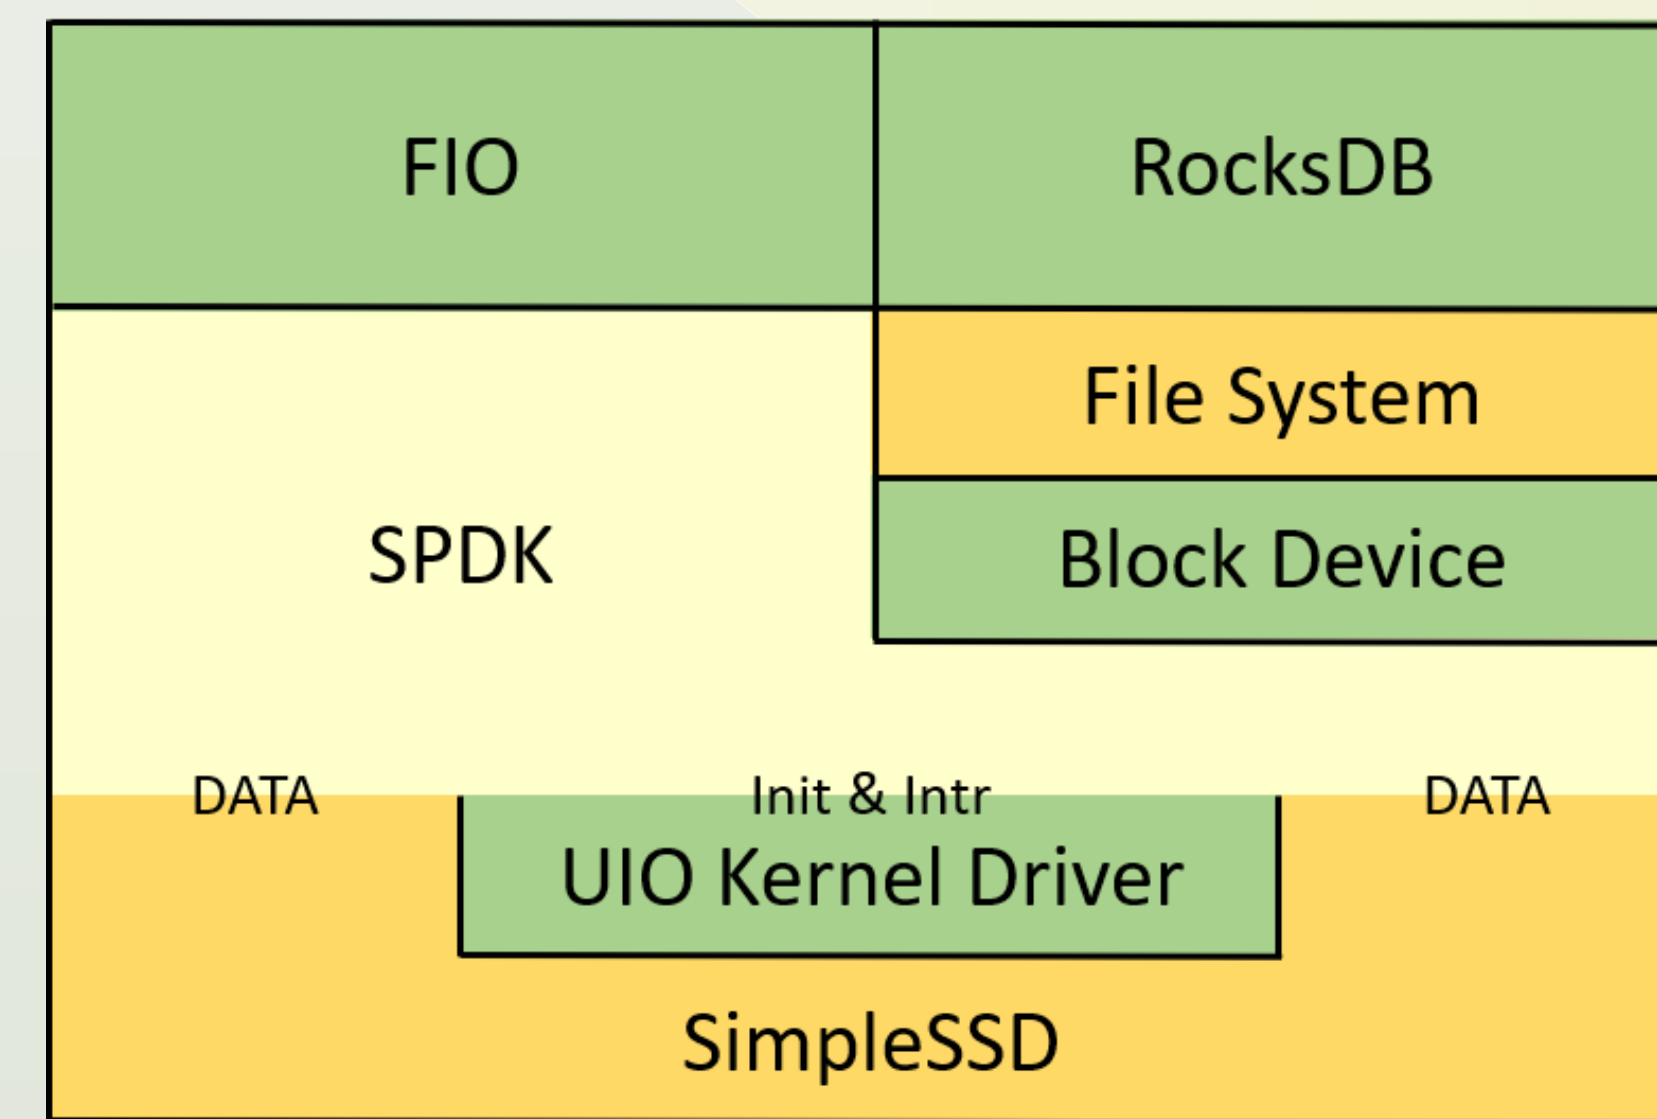 FIO
RocksDB
File System
SPDK
Block Device
DATA
Init & Intr
DATA
UIO Kernel Driver
SimpleSSD